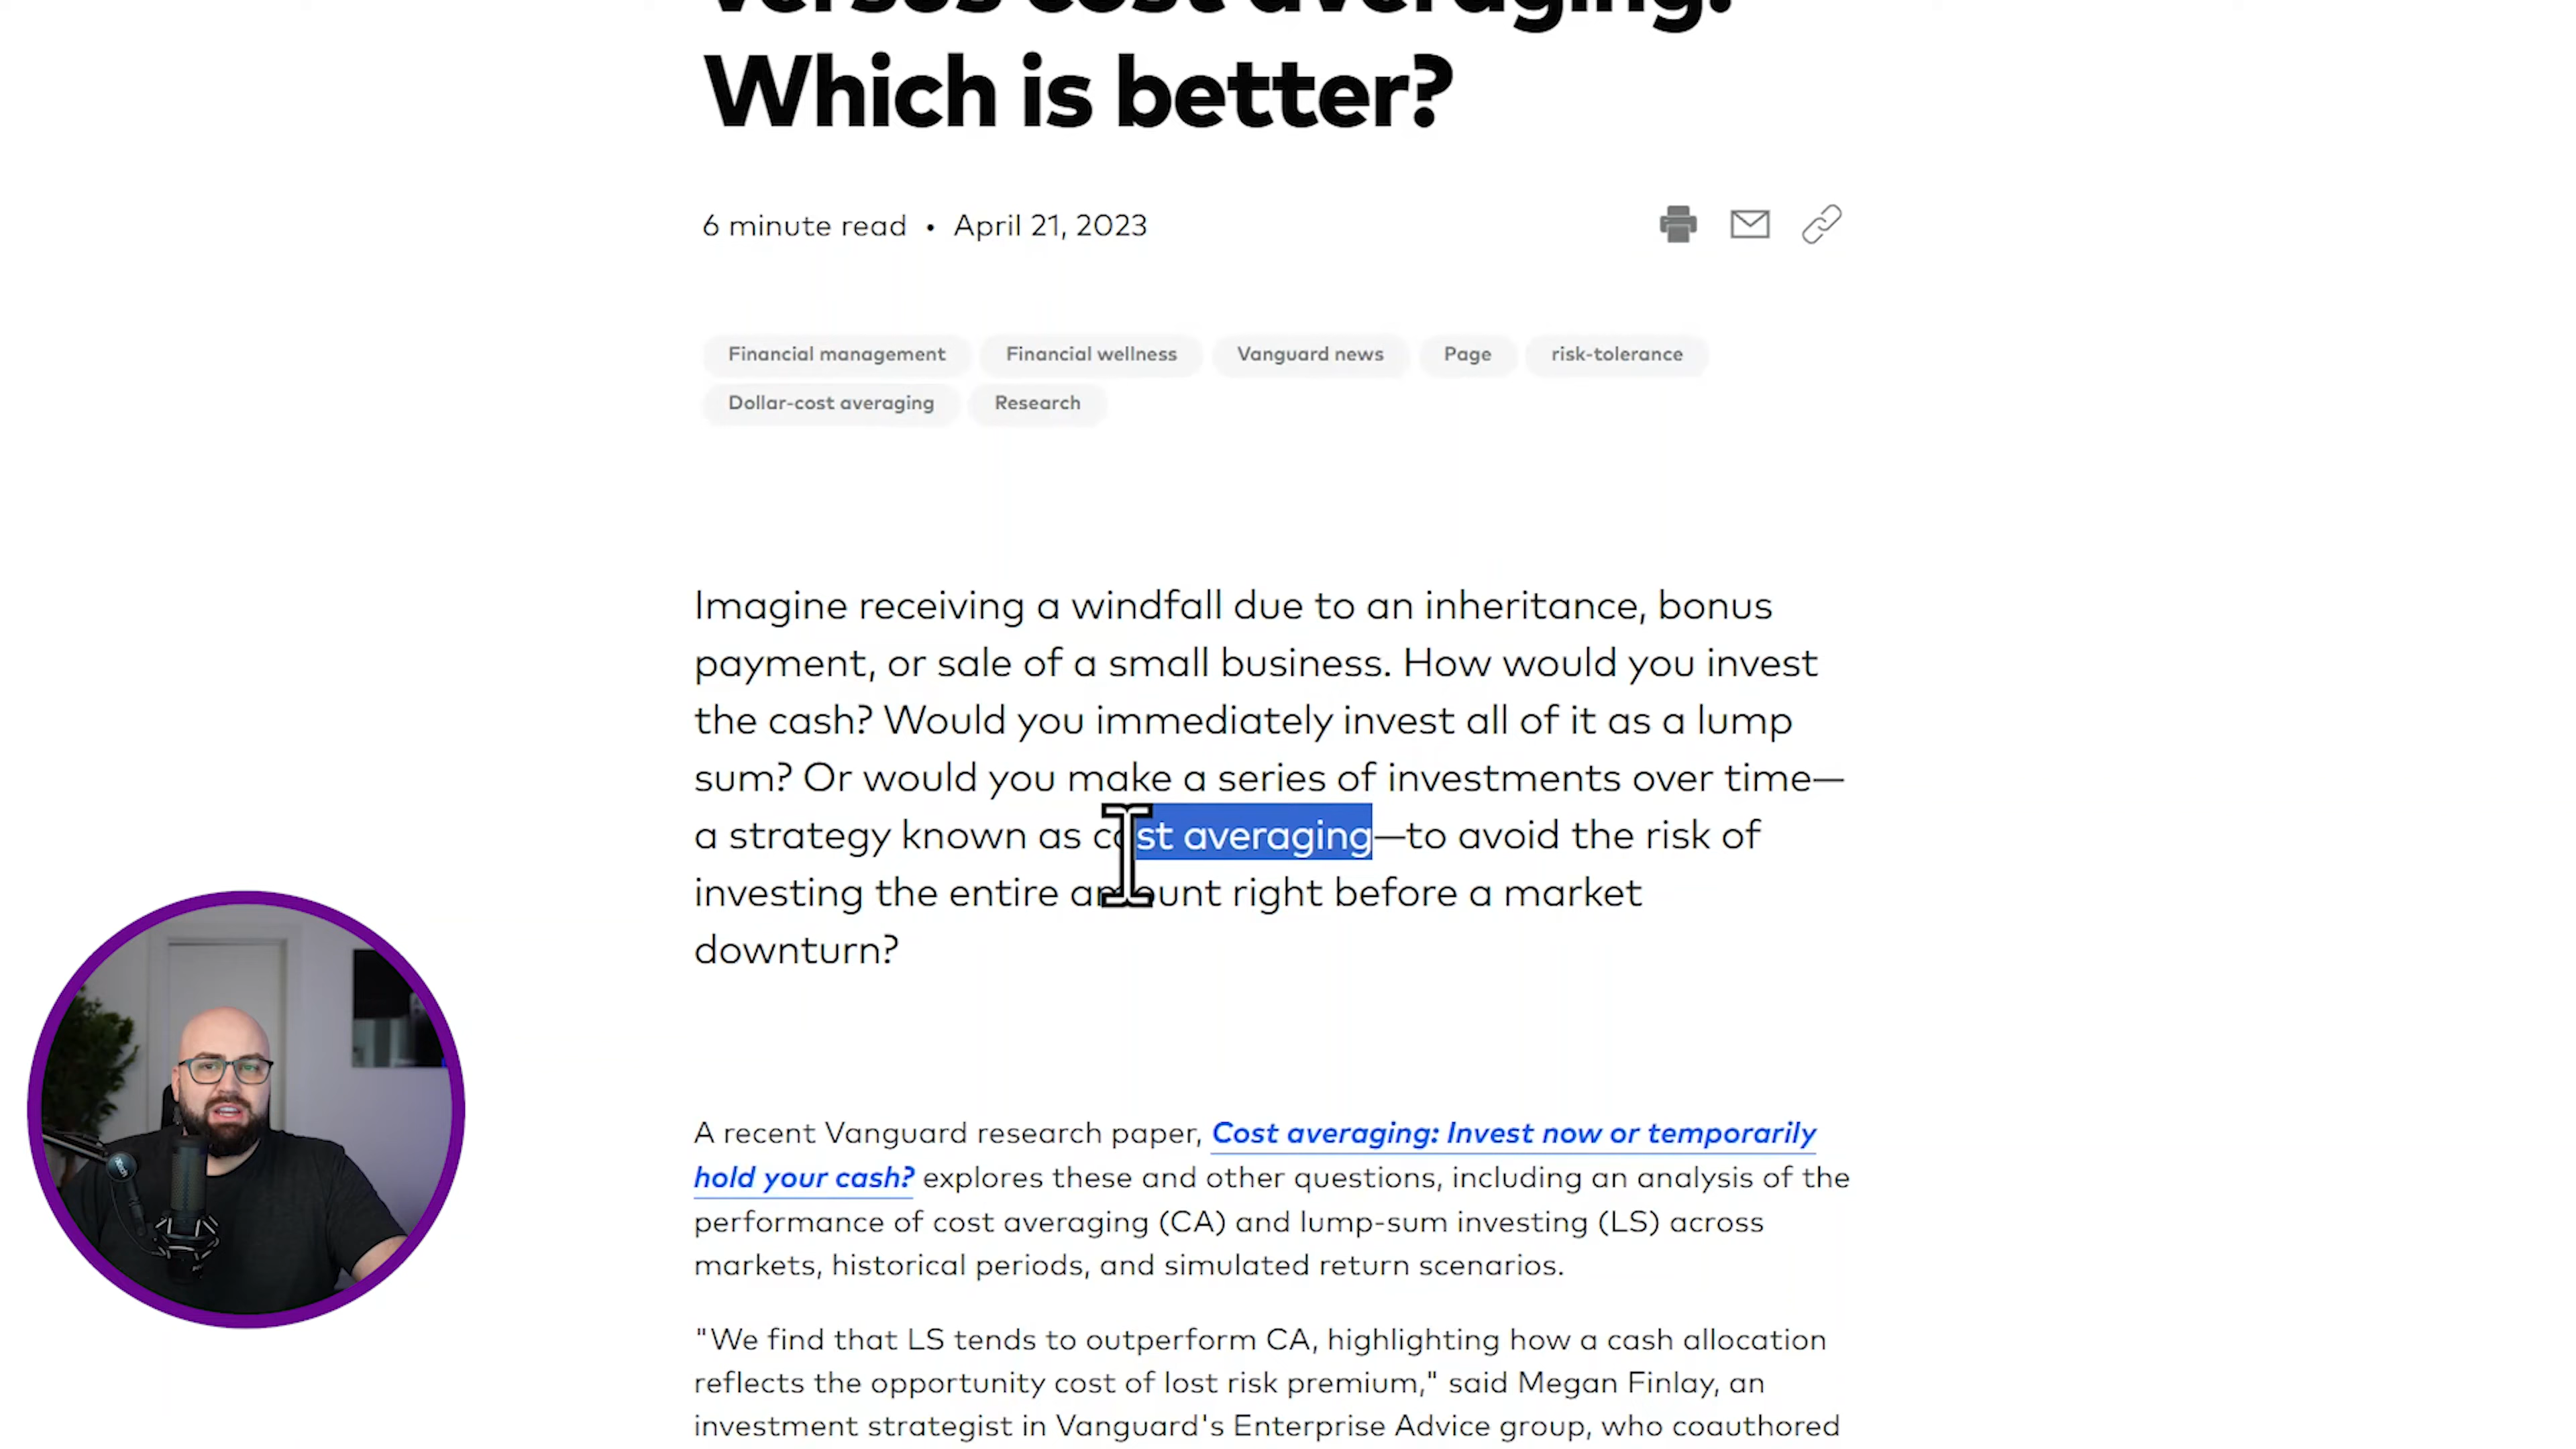 versus cost averaging:
Which is better?
6 minute read • April 21, 2023
Financial management Financial wellness Vanguard news Page risk-tolerance
Dollar-cost averaging Research
Imagine receiving a windfall due to an inheritance, bonus
payment, or sale of a small business. How would you invest
the cash? Would you immediately invest all of it as a lump
sum? Or would you make a series of investments over time—
a strategy known as cost averaging—to avoid the risk of
investing the entire amount right before a market
downturn?
A recent Vanguard research paper, Cost averaging: Invest now or temporarily
hold your cash? explores these and other questions, including an analysis of the
performance of cost averaging (CA) and lump-sum investing (LS) across
markets, historical periods, and simulated return scenarios.
"We find that LS tends to outperform CA, highlighting how a cash allocation
reflects the opportunity cost of lost risk premium," said Megan Finlay, an
investment strategist in Vanguard's Enterprise Advice group, who coauthored